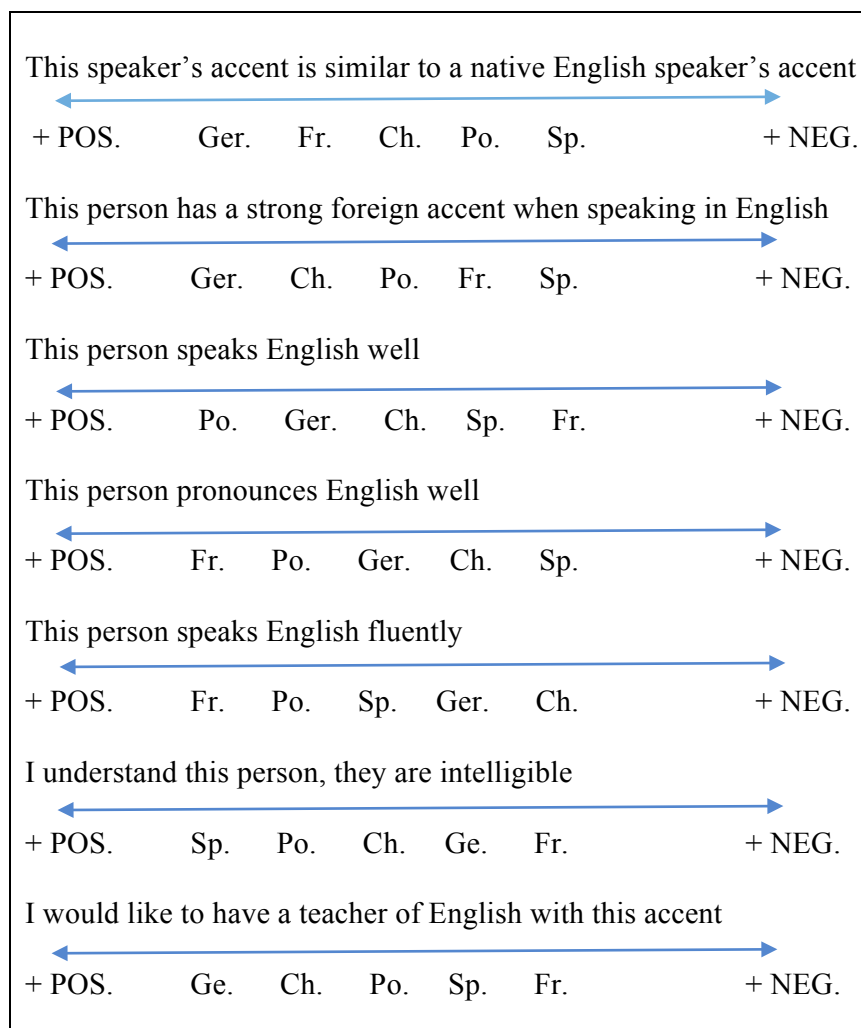 This speaker’s accent is similar to a native English speaker’s accent
+ POS. Ger. Fr. Ch. Po. Sp. + NEG.
This person has a strong foreign accent when speaking in English
+ POS. Ger. Ch. Po. Fr. Sp. + NEG.
This person speaks English well
+ POS. Po. Ger. Ch. Sp. Fr. + NEG.
This person pronounces English well
+ POS. Fr. Po. Ger. Ch. Sp. + NEG.
This person speaks English fluently
+ POS. Fr. Po. Sp. Ger. Ch. + NEG.
I understand this person, they are intelligible
+ POS. Sp. Po. Ch. Ge. Fr. + NEG.
I would like to have a teacher of English with this accent
+ POS. Ge. Ch. Po. Sp. Fr. + NEG.